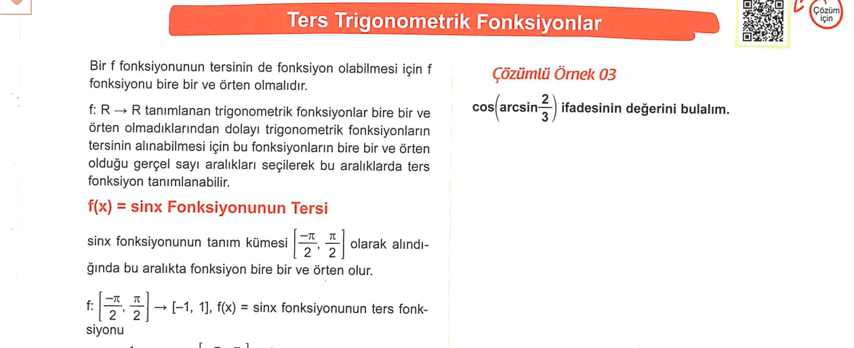 Ters Trigonometrik Fonksiyonlar
Çözüm
için
Bir f fonksiyonunun tersinin de fonksiyon olabilmesi için f
fonksiyonu bire bir ve örten olmalıdır.
f: R → R tanımlanan trigonometrik fonksiyonlar bire bir ve
örten olmadıklarından dolayı trigonometrik fonksiyonların
tersinin alınabilmesi için bu fonksiyonların bire bir ve örten
olduğu gerçel sayı aralıkları seçilerek bu aralıklarda ters
fonksiyon tanımlanabilir.
f(x) = sinx Fonksiyonunun Tersi
sinx fonksiyonunun tanım kümesi [-π/2, π/2] olarak alındı-
ğında bu aralıkta fonksiyon bire bir ve örten olur.
f: [-π/2, π/2] → [-1, 1], f(x) = sinx fonksiyonunun ters fonk-
siyonu
Çözümlü Örnek 03
cos(arcsin 2/3) ifadesinin değerini bulalım.